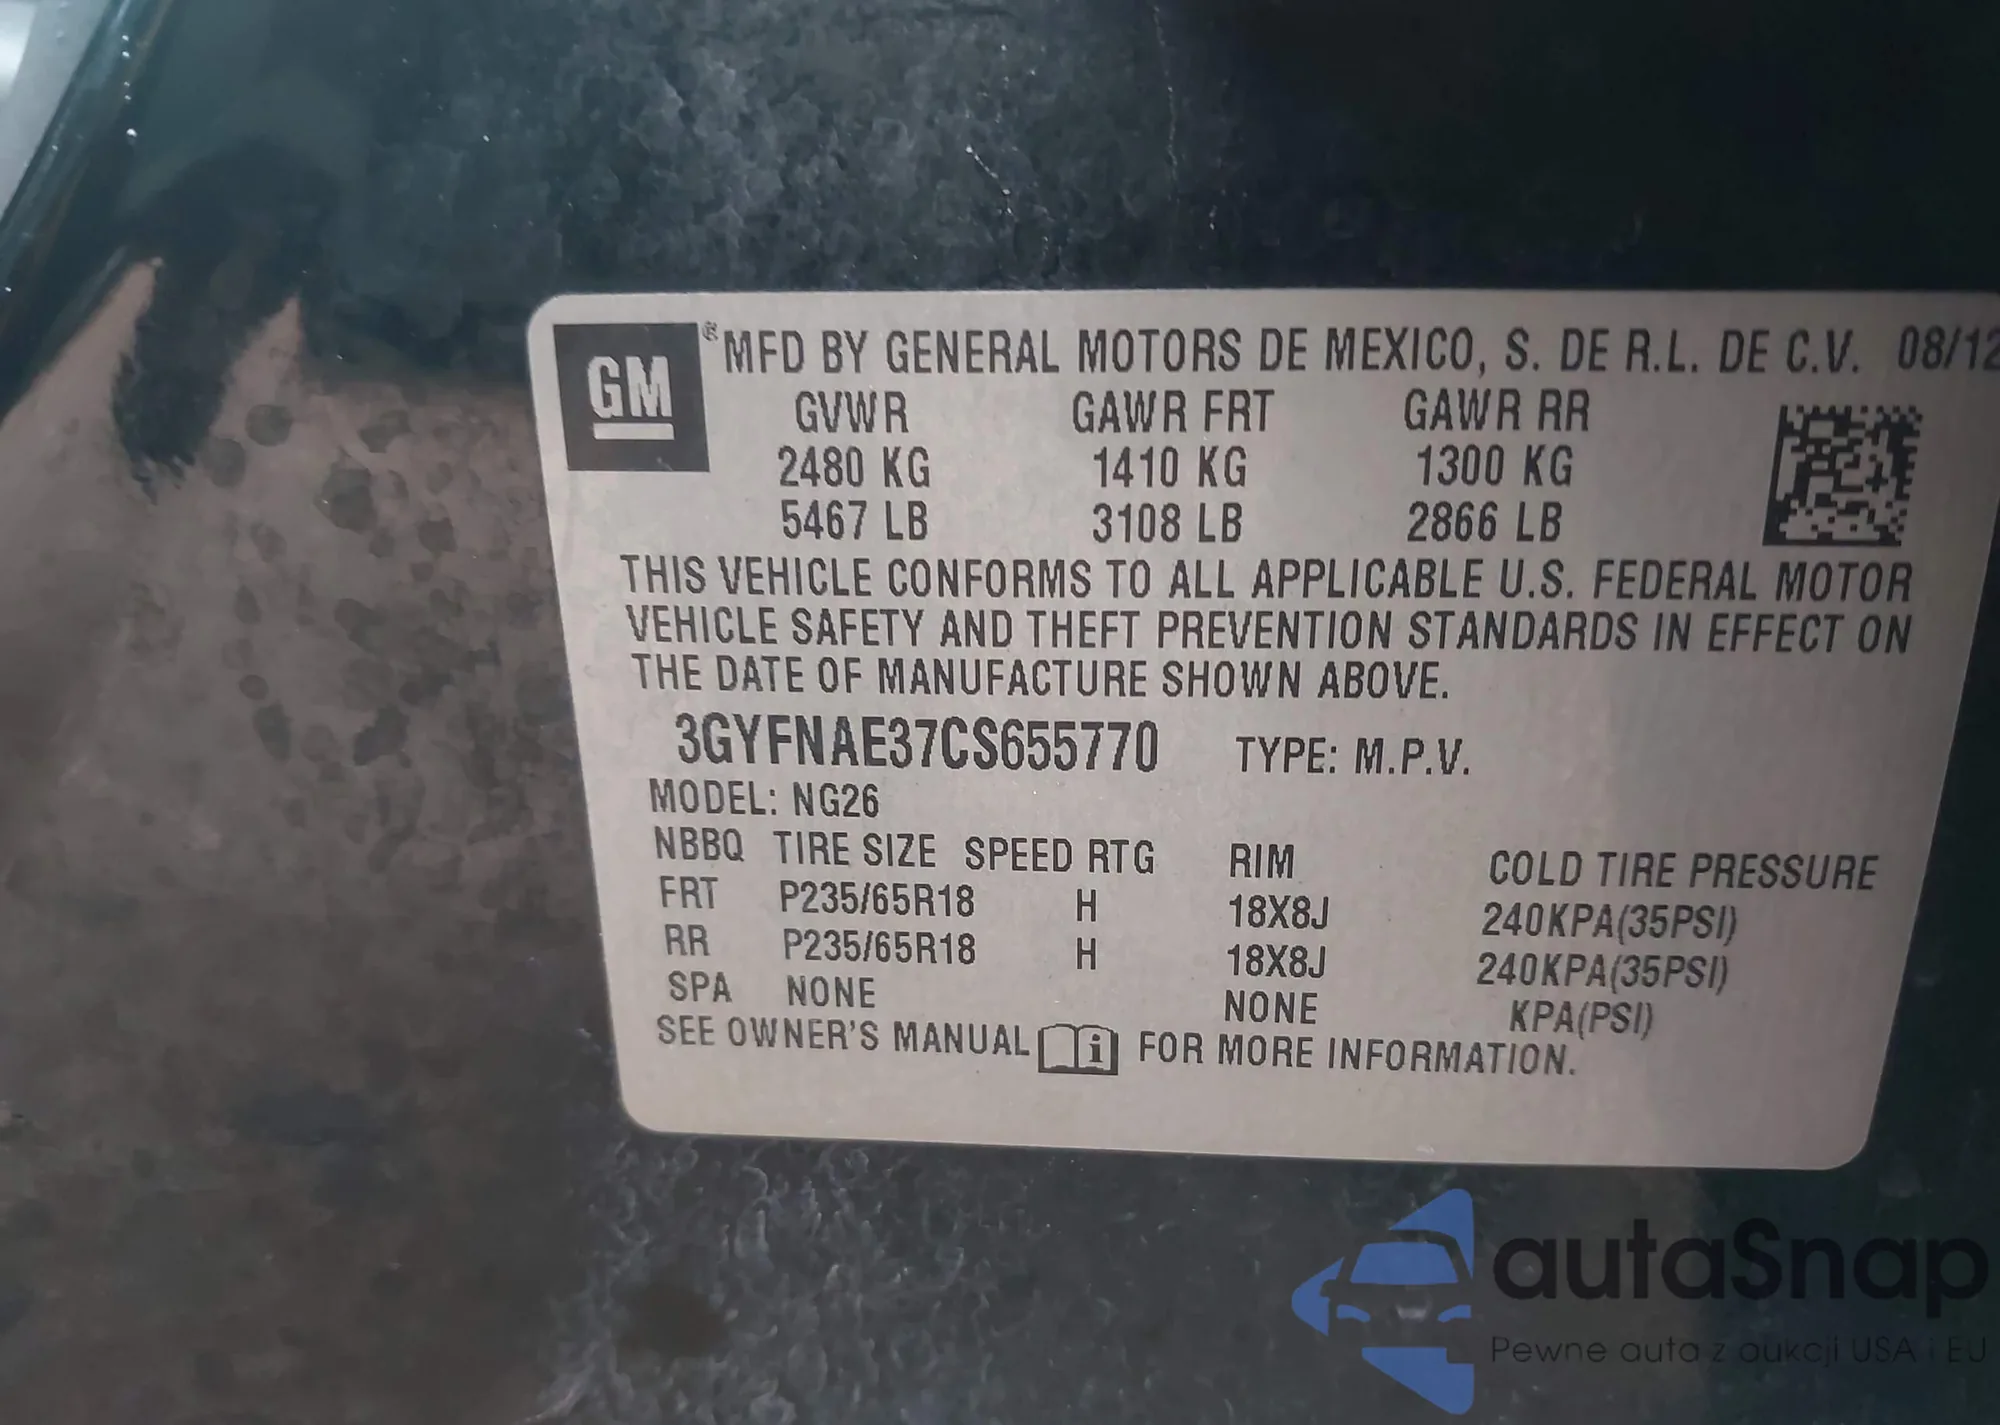 GM ® MFD BY GENERAL MOTORS DE MEXICO, S. DE R.L. DE C.V. 08/12
GVWR GAWR FRT GAWR RR
2480 KG 1410 KG 1300 KG
5467 LB 3108 LB 2866 LB
THIS VEHICLE CONFORMS TO ALL APPLICABLE U.S. FEDERAL MOTOR
VEHICLE SAFETY AND THEFT PREVENTION STANDARDS IN EFFECT ON
THE DATE OF MANUFACTURE SHOWN ABOVE.
3GYFNAE37CS655770 TYPE: M.P.V.
MODEL: NG26
NBBQ TIRE SIZE SPEED RTG RIM COLD TIRE PRESSURE
FRT P235/65R18 H 18X8J 240KPA(35PSI)
RR P235/65R18 H 18X8J 240KPA(35PSI)
SPA NONE NONE KPA(PSI)
SEE OWNER'S MANUAL i FOR MORE INFORMATION.
autaSnap
Pewne auta z aukcji USA i EU